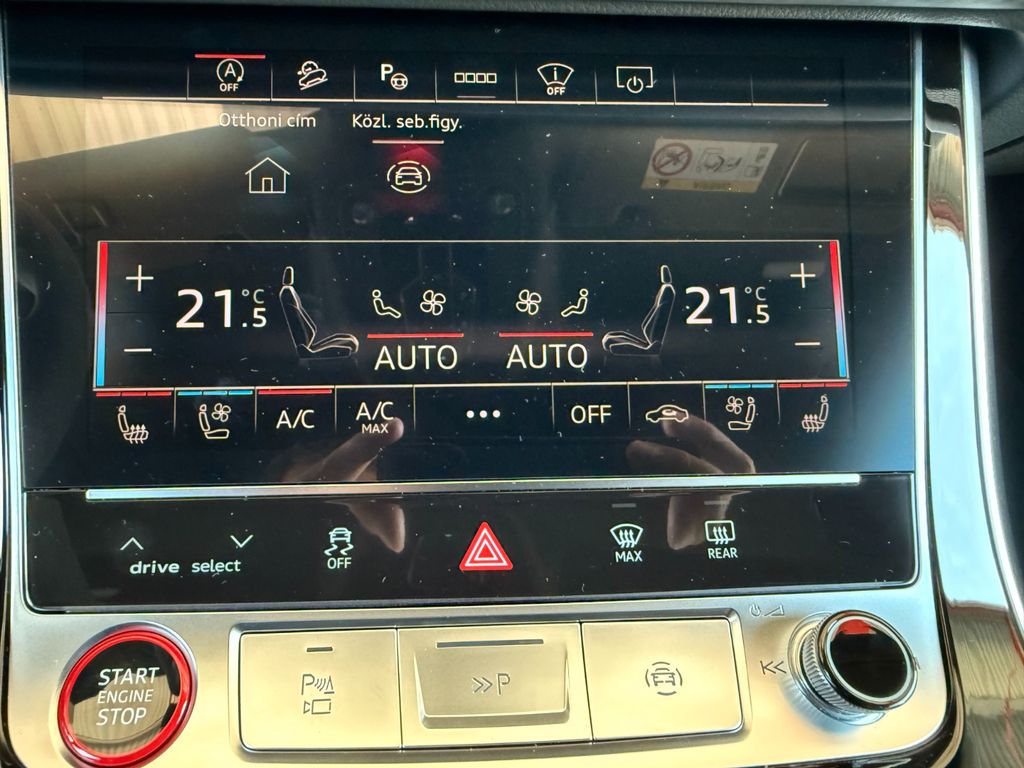 A
OFF
P
i
OFF
Otthoni cím
Közl. seb.figy.
21.5 °C
21.5 °C
AUTO
AUTO
A/C
A/C
MAX
OFF
drive select
OFF
MAX
REAR
START
ENGINE
STOP
P
>>P